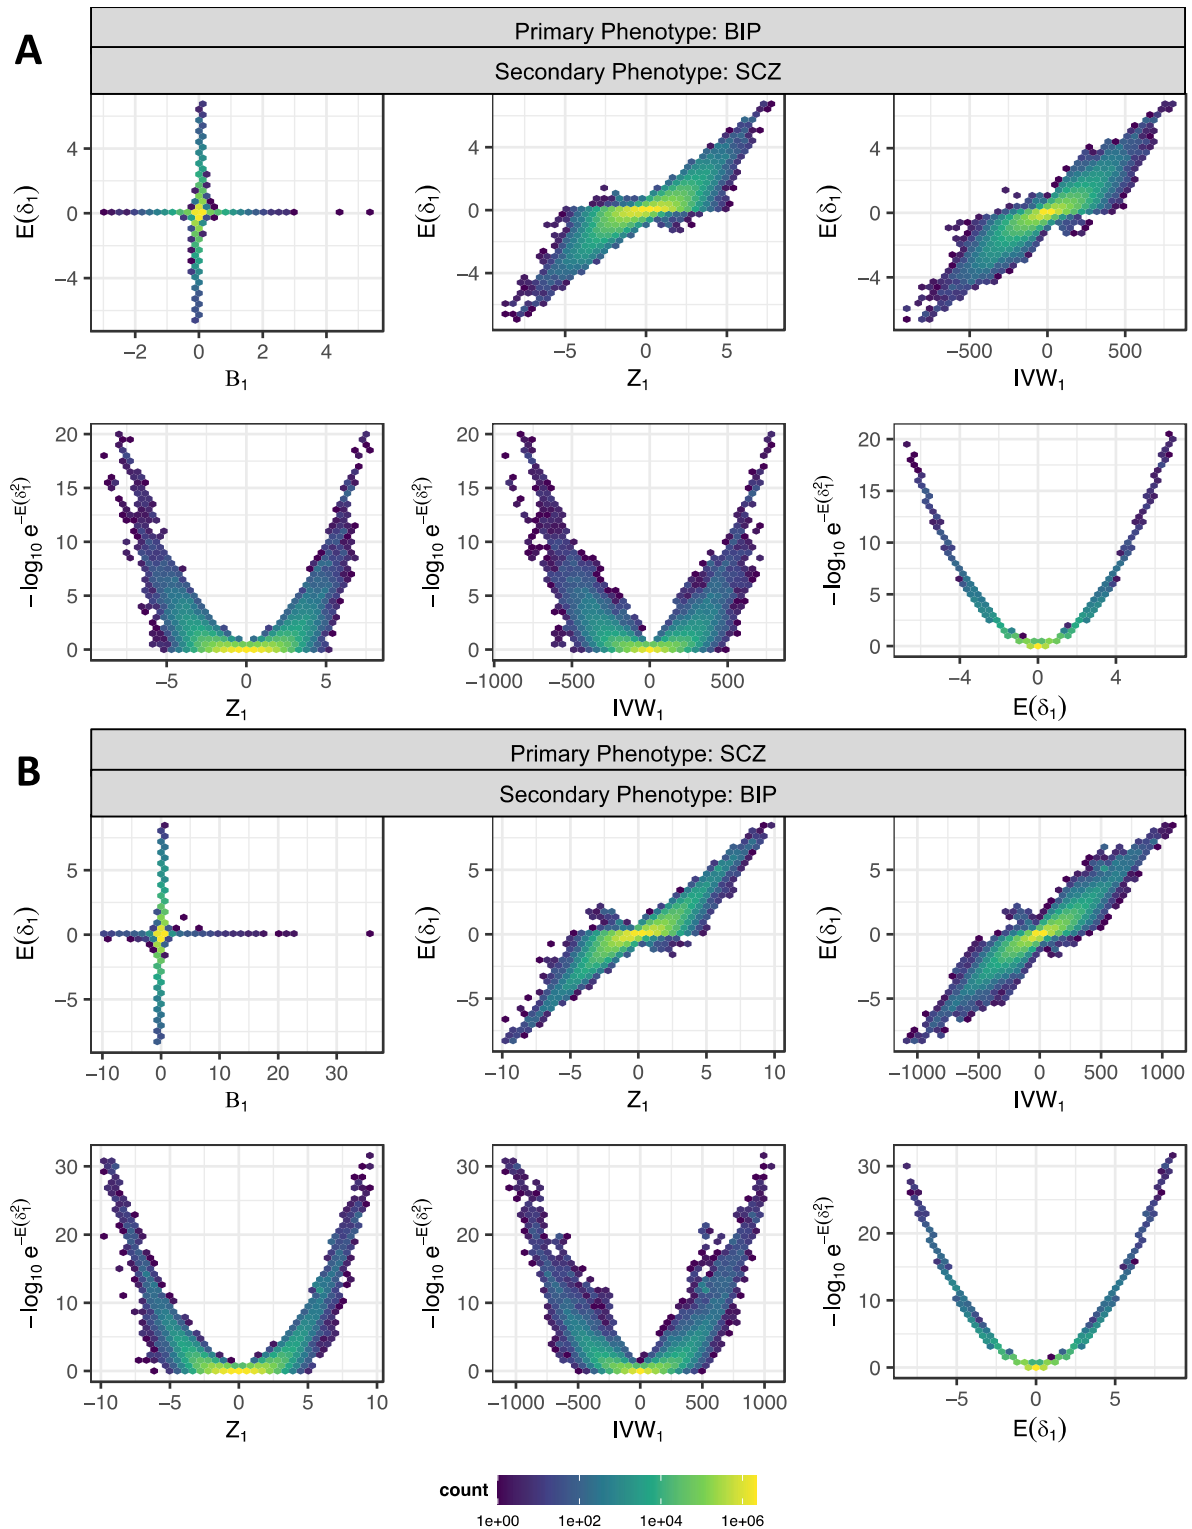 A
Primary Phenotype: BIP
Secondary Phenotype: SCZ
E(δ₁)
4
0
−4
−2 0 2 4
B₁
E(δ₁)
4
0
−4
−5 0 5
Z₁
E(δ₁)
4
0
−4
−500 0 500
IVW₁
−log₁₀ e^−E(δ₁²)
20
15
10
5
0
−5 0 5
Z₁
−log₁₀ e^−E(δ₁²)
20
15
10
5
0
−1000 −500 0 500
IVW₁
−log₁₀ e^−E(δ₁²)
20
15
10
5
0
−4 0 4
E(δ₁)
B
Primary Phenotype: SCZ
Secondary Phenotype: BIP
E(δ₁)
5
0
−5
−10 0 10 20 30
B₁
E(δ₁)
5
0
−5
−10 −5 0 5 10
Z₁
E(δ₁)
5
0
−5
−1000 −500 0 500 1000
IVW₁
−log₁₀ e^−E(δ₁²)
30
20
10
0
−10 −5 0 5 10
Z₁
−log₁₀ e^−E(δ₁²)
30
20
10
0
−1000 −500 0 500 1000
IVW₁
−log₁₀ e^−E(δ₁²)
30
20
10
0
−5 0 5
E(δ₁)
count
1e+00 1e+02 1e+04 1e+06